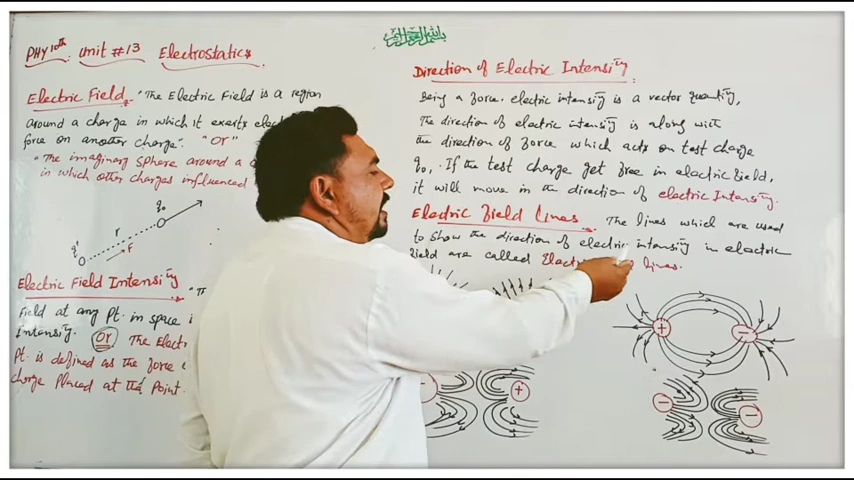 PHY 10th: Unit #13 Electrostatics
Electric Field. "The Electric Field is a region
around a charge in which it exerts
force on another charge". "Or"
"The imaginary sphere around a
in which other charges influenced
q0
r
q F
Electric Field Intensity
Field at any Pt. in space
Intensity. Or The
Pt. is defined as the force
charge Placed at the Point.
Direction of Electric Intensity:
Being a force, electric intensity is a vector quantity,
The direction of electric intensity is along with
the direction of force which acts on test charge
q0. If the test charge get free in electric field,
it will move in the direction of electric Intensity.
Electric field Lines The lines which are used
to show the direction of electric intensity in electric
field are called lines.
+ −
+
− −